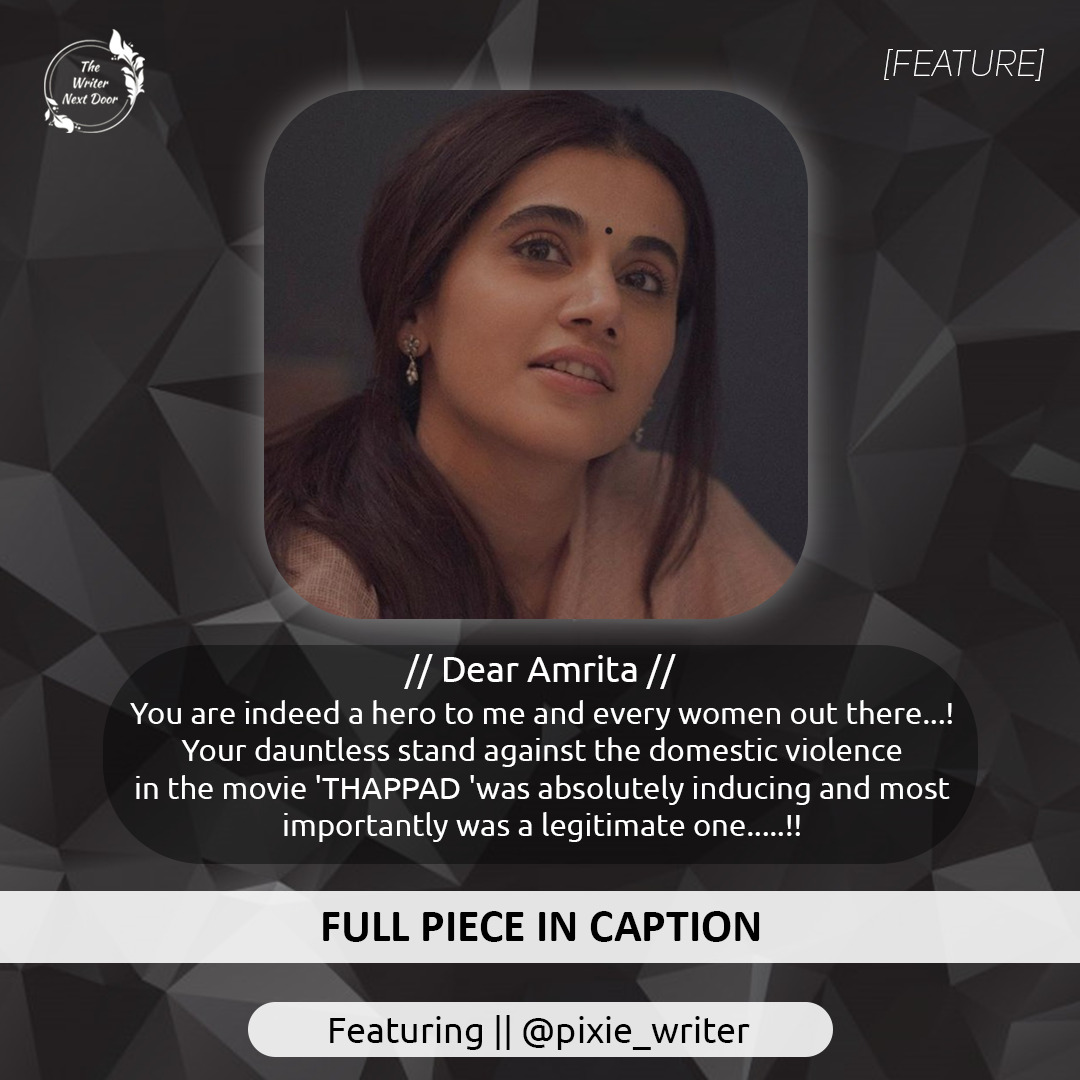 The
Writer
Next Door
[FEATURE]
// Dear Amrita //
You are indeed a hero to me and every women out there...!
Your dauntless stand against the domestic violence
in the movie 'THAPPAD 'was absolutely inducing and most
importantly was a legitimate one.....!!
FULL PIECE IN CAPTION
Featuring || @pixie_writer